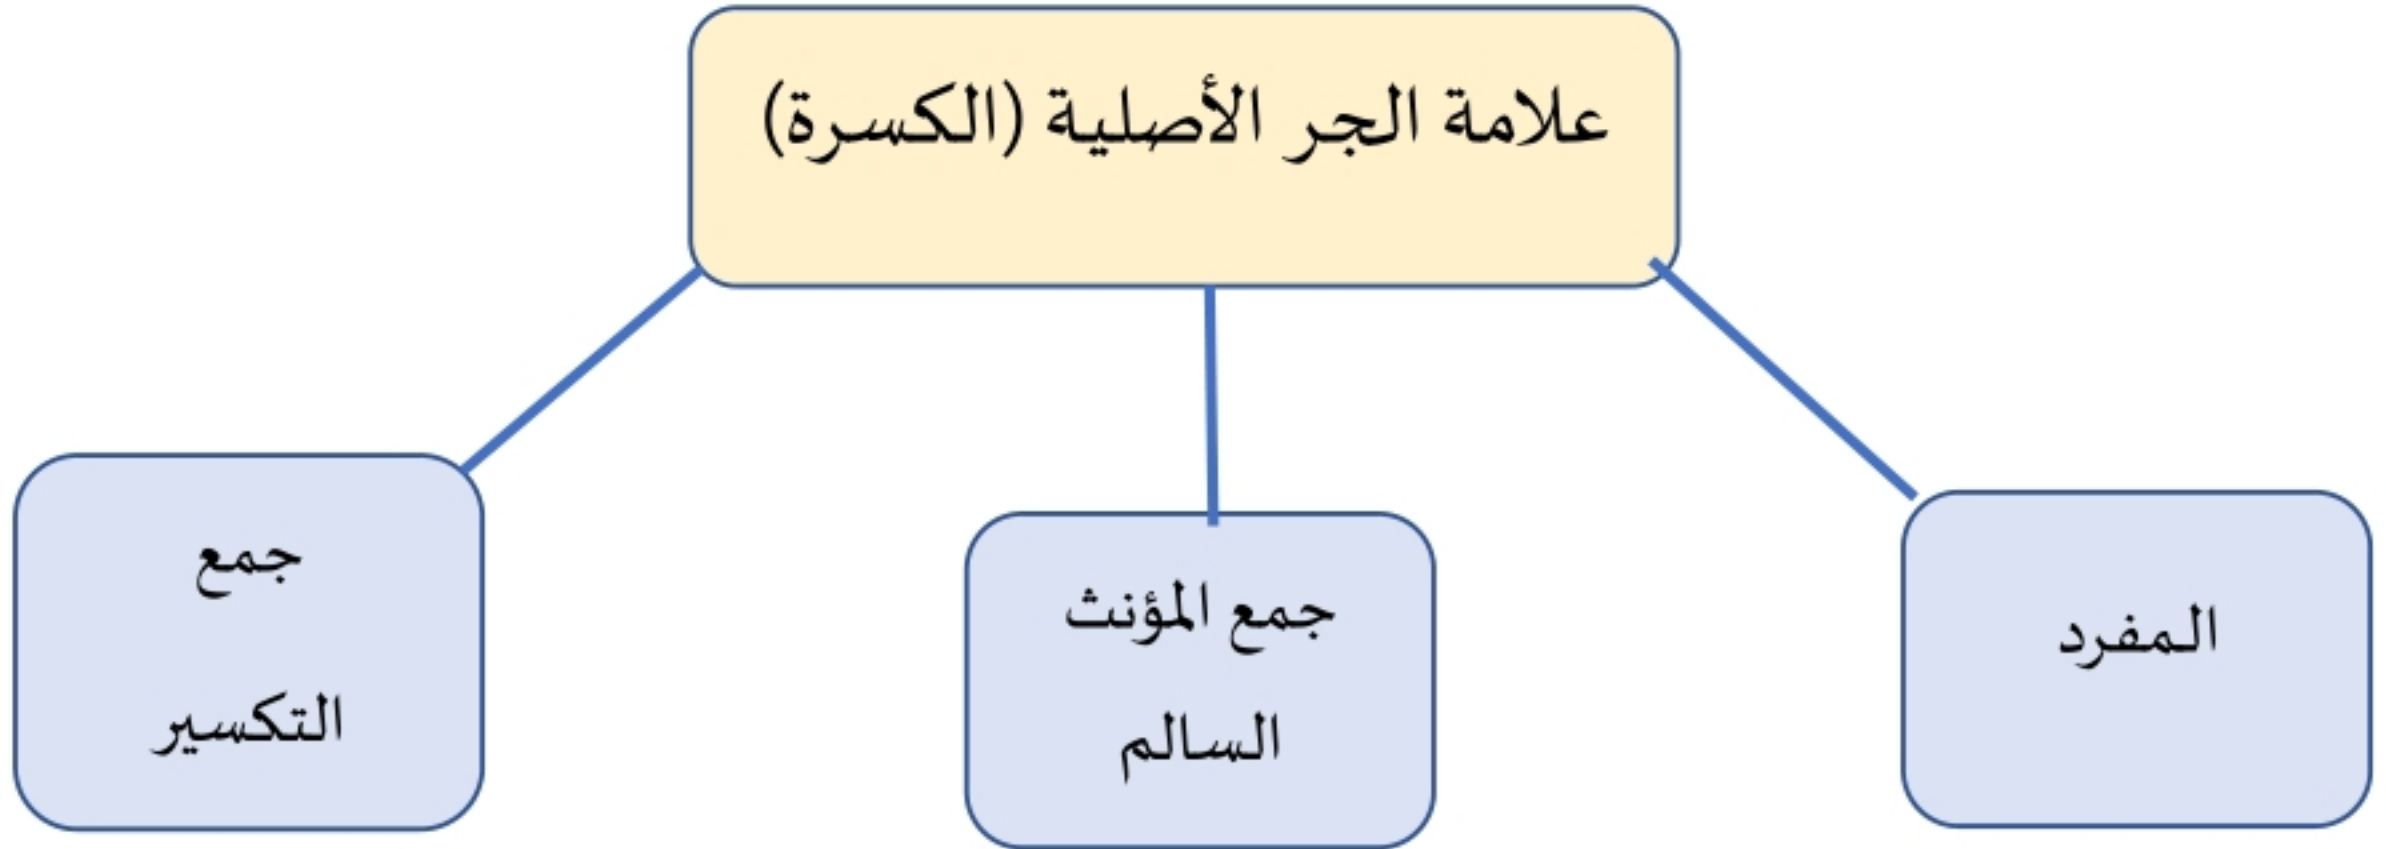 علامة الجر الأصلية (الكسرة)
المفرد
جمع المؤنث
السالم
جمع
التكسير